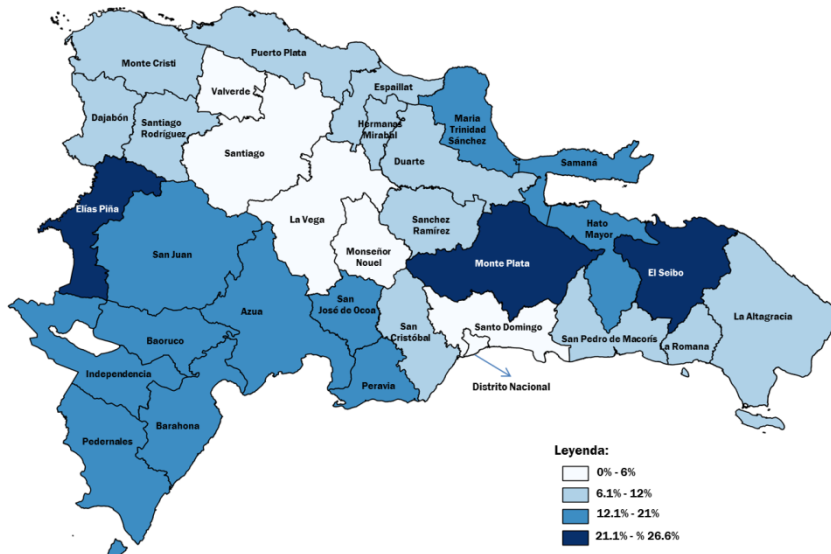 Puerto Plata
Monte Cristi
Valverde
Espaillat
Dajabón
Santiago
Rodríguez
Hermanas
Mirabal
Maria
Trinidad
Sánchez
Santiago
Duarte
Samaná
Elías Piña
La Vega
Sanchez
Ramírez
Hato
Mayor
San Juan
Monseñor
Nouel
Monte Plata
El Seibo
Azua
San
José de Ocoa
San
Cristóbal
Santo Domingo
San Pedro de Macorís
La Romana
La Altagracia
Baoruco
Independencia
Peravia
Distrito Nacional
Barahona
Pedernales
Leyenda:
0% - 6%
6.1% - 12%
12.1% - 21%
21.1% - % 26.6%